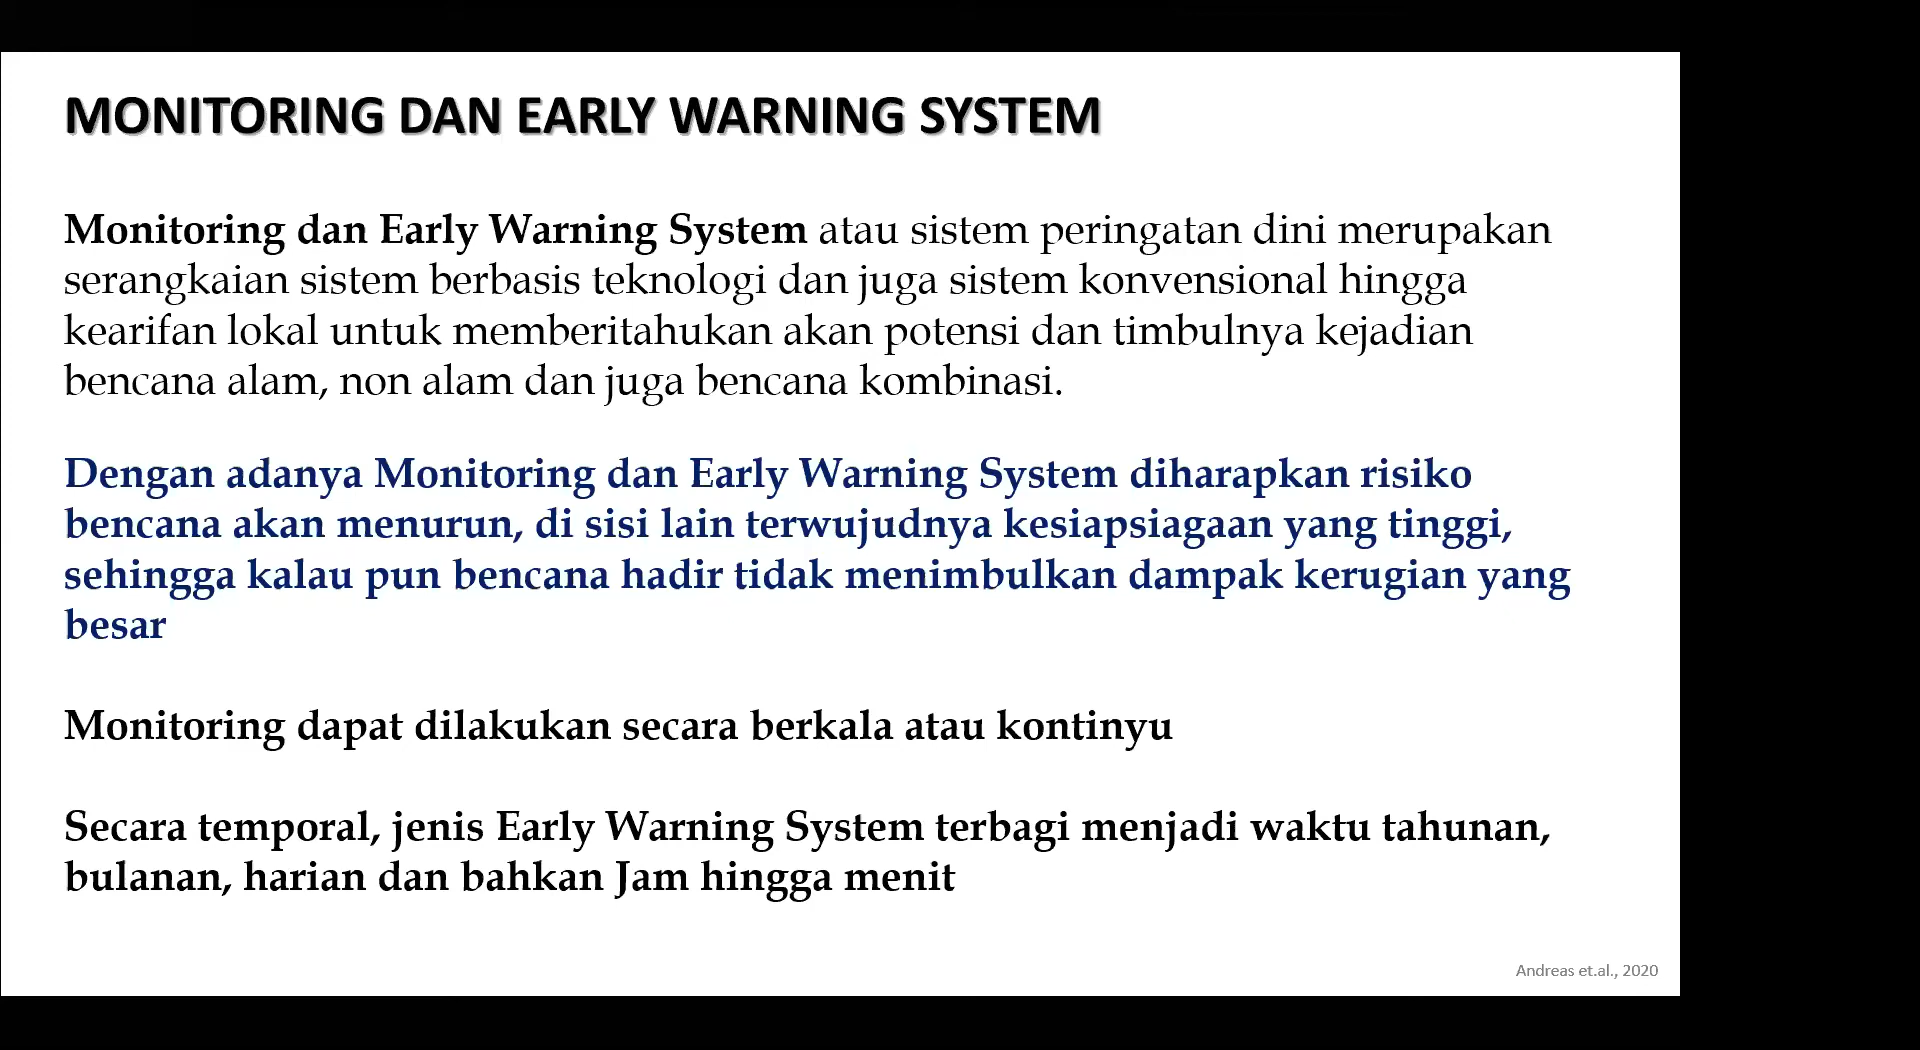 MONITORING DAN EARLY WARNING SYSTEM
Monitoring dan Early Warning System atau sistem peringatan dini merupakan
serangkaian sistem berbasis teknologi dan juga sistem konvensional hingga
kearifan lokal untuk memberitahukan akan potensi dan timbulnya kejadian
bencana alam, non alam dan juga bencana kombinasi.
Dengan adanya Monitoring dan Early Warning System diharapkan risiko
bencana akan menurun, di sisi lain terwujudnya kesiapsiagaan yang tinggi,
sehingga kalau pun bencana hadir tidak menimbulkan dampak kerugian yang
besar
Monitoring dapat dilakukan secara berkala atau kontinyu
Secara temporal, jenis Early Warning System terbagi menjadi waktu tahunan,
bulanan, harian dan bahkan Jam hingga menit
Andreas et.al., 2020